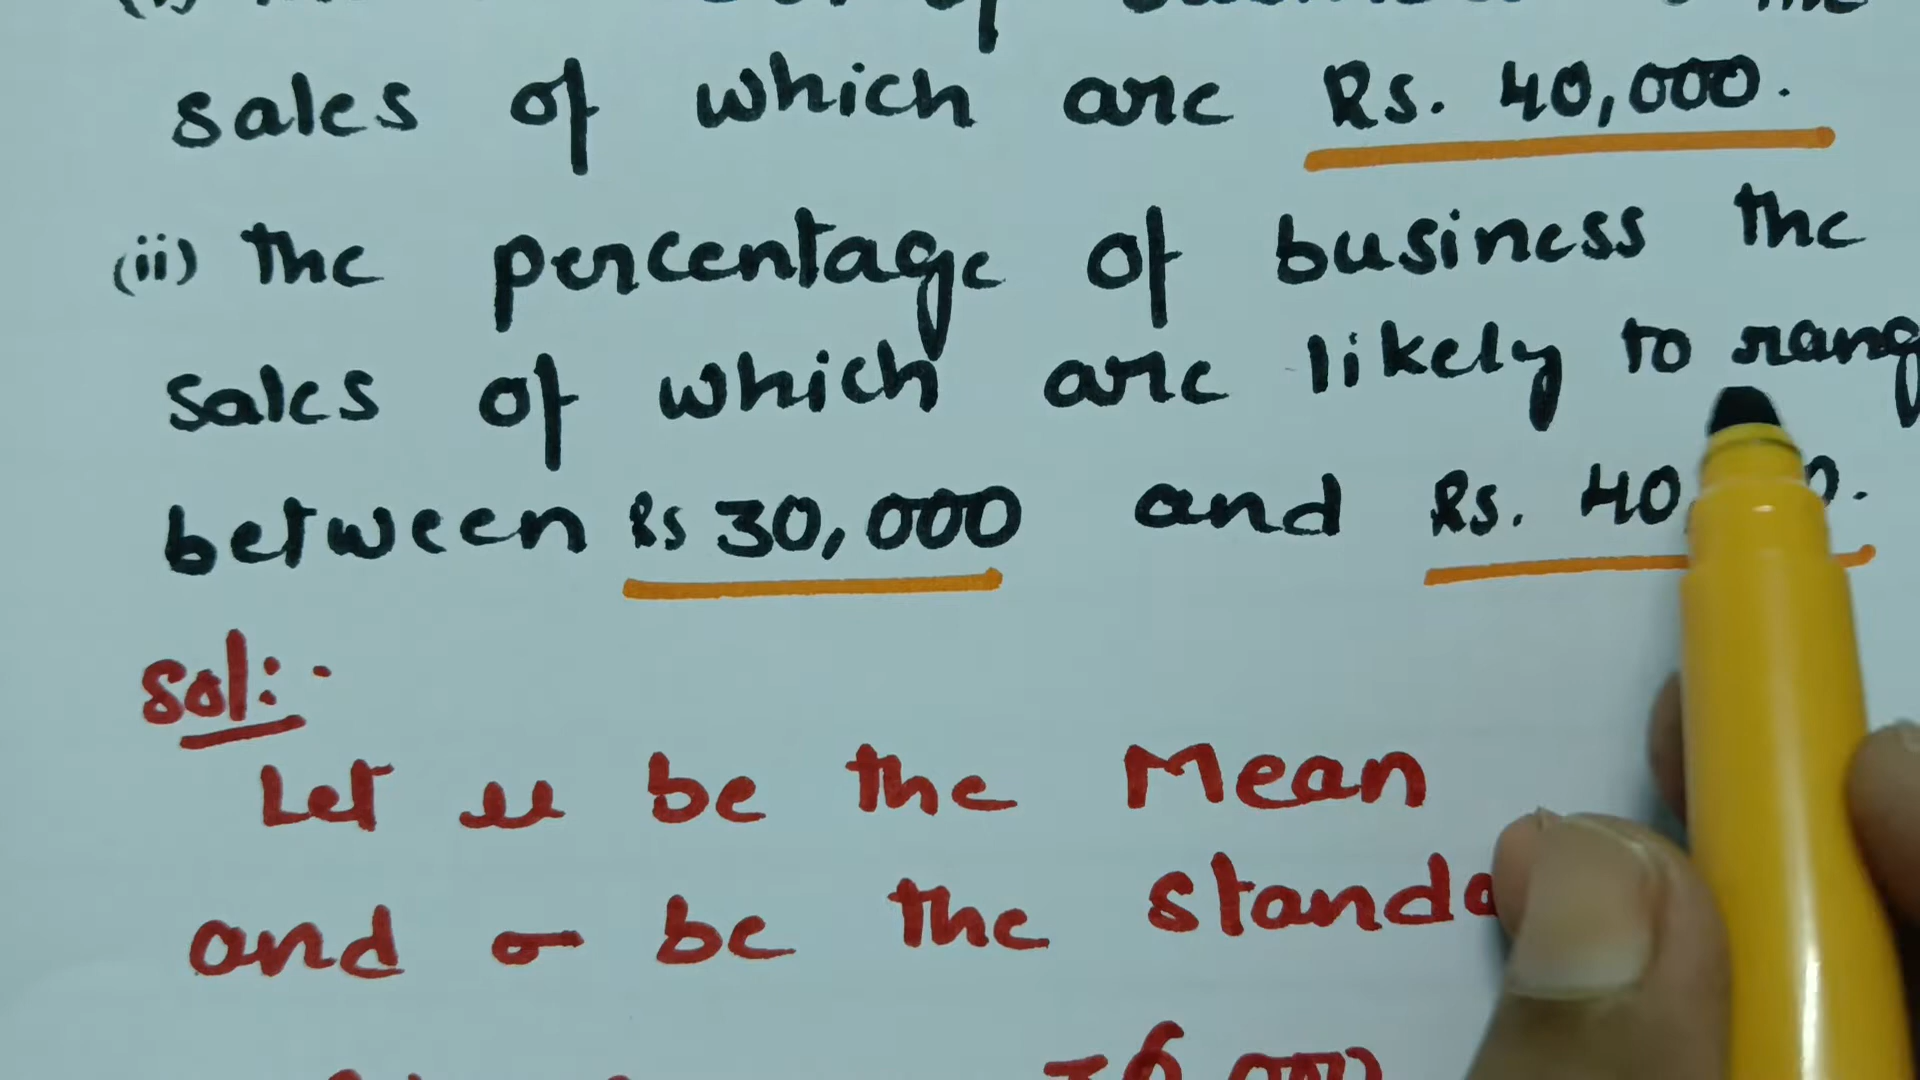 sales of which are Rs. 40,000.
(ii) The percentage of business the
sales of which are likely to rang
between Rs 30,000 and Rs. 40
Sol:-
Let μ be the Mean
and σ be the standa